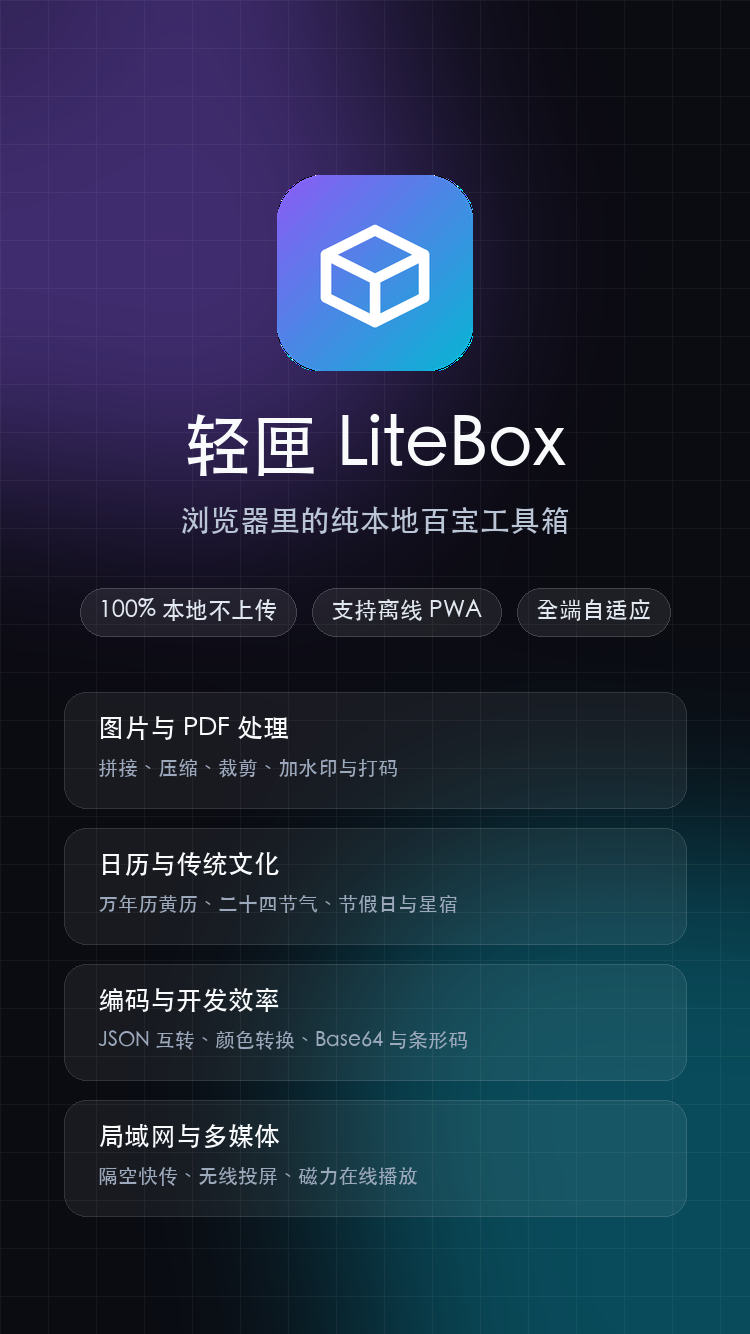 轻匣 LiteBox
浏览器里的纯本地百宝工具箱
100% 本地不上传
支持离线 PWA
全端自适应
图片与 PDF 处理
拼接、压缩、裁剪、加水印与打码
日历与传统文化
万年历黄历、二十四节气、节假日与星宿
编码与开发效率
JSON 互转、颜色转换、Base64 与条形码
局域网与多媒体
隔空快传、无线投屏、磁力在线播放